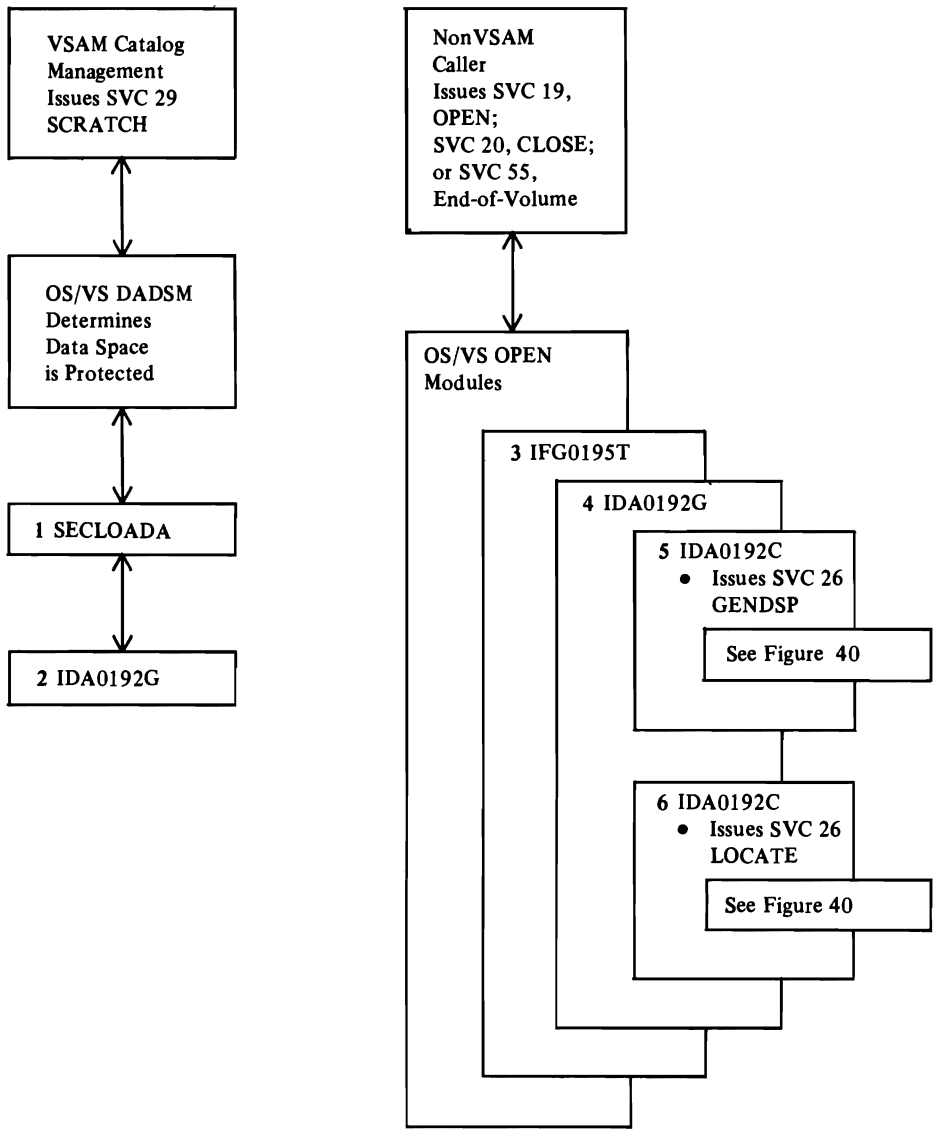 VSAM Catalog
Management
Issues SVC 29
SCRATCH
OS/VS DADSM
Determines
Data Space
is Protected
1 SECLOADA
2 IDA0192G
NonVSAM
Caller
Issues SVC 19,
OPEN;
SVC 20, CLOSE;
or SVC 55,
End-of-Volume
OS/VS OPEN
Modules
3 IFG0195T
4 IDA0192G
5 IDA0192C
• Issues SVC 26
GENDSP
See Figure 40
6 IDA0192C
• Issues SVC 26
LOCATE
See Figure 40